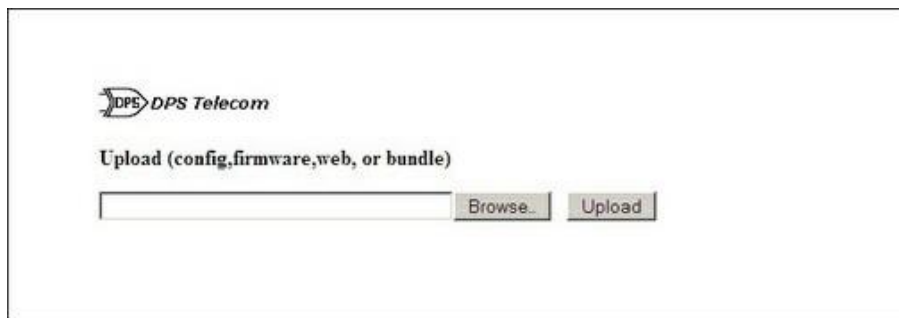 DPS DPS Telecom
Upload (config,firmware,web, or bundle)
Browse.. Upload